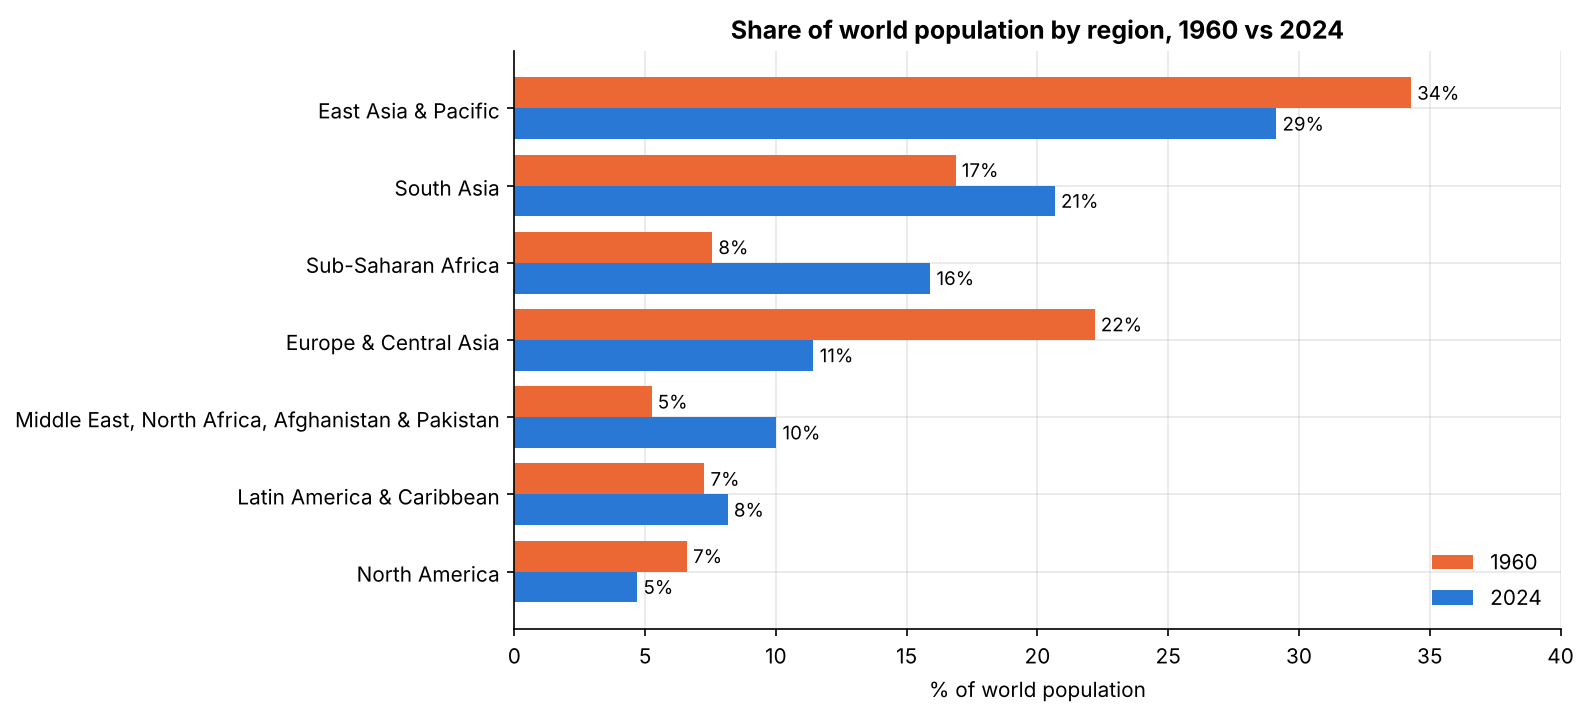 Share of world population by region, 1960 vs 2024
East Asia & Pacific
34%
29%
South Asia
17%
21%
Sub-Saharan Africa
8%
16%
Europe & Central Asia
22%
11%
Middle East, North Africa, Afghanistan & Pakistan
5%
10%
Latin America & Caribbean
7%
8%
North America
7%
5%
1960
2024
0 5 10 15 20 25 30 35 40
% of world population